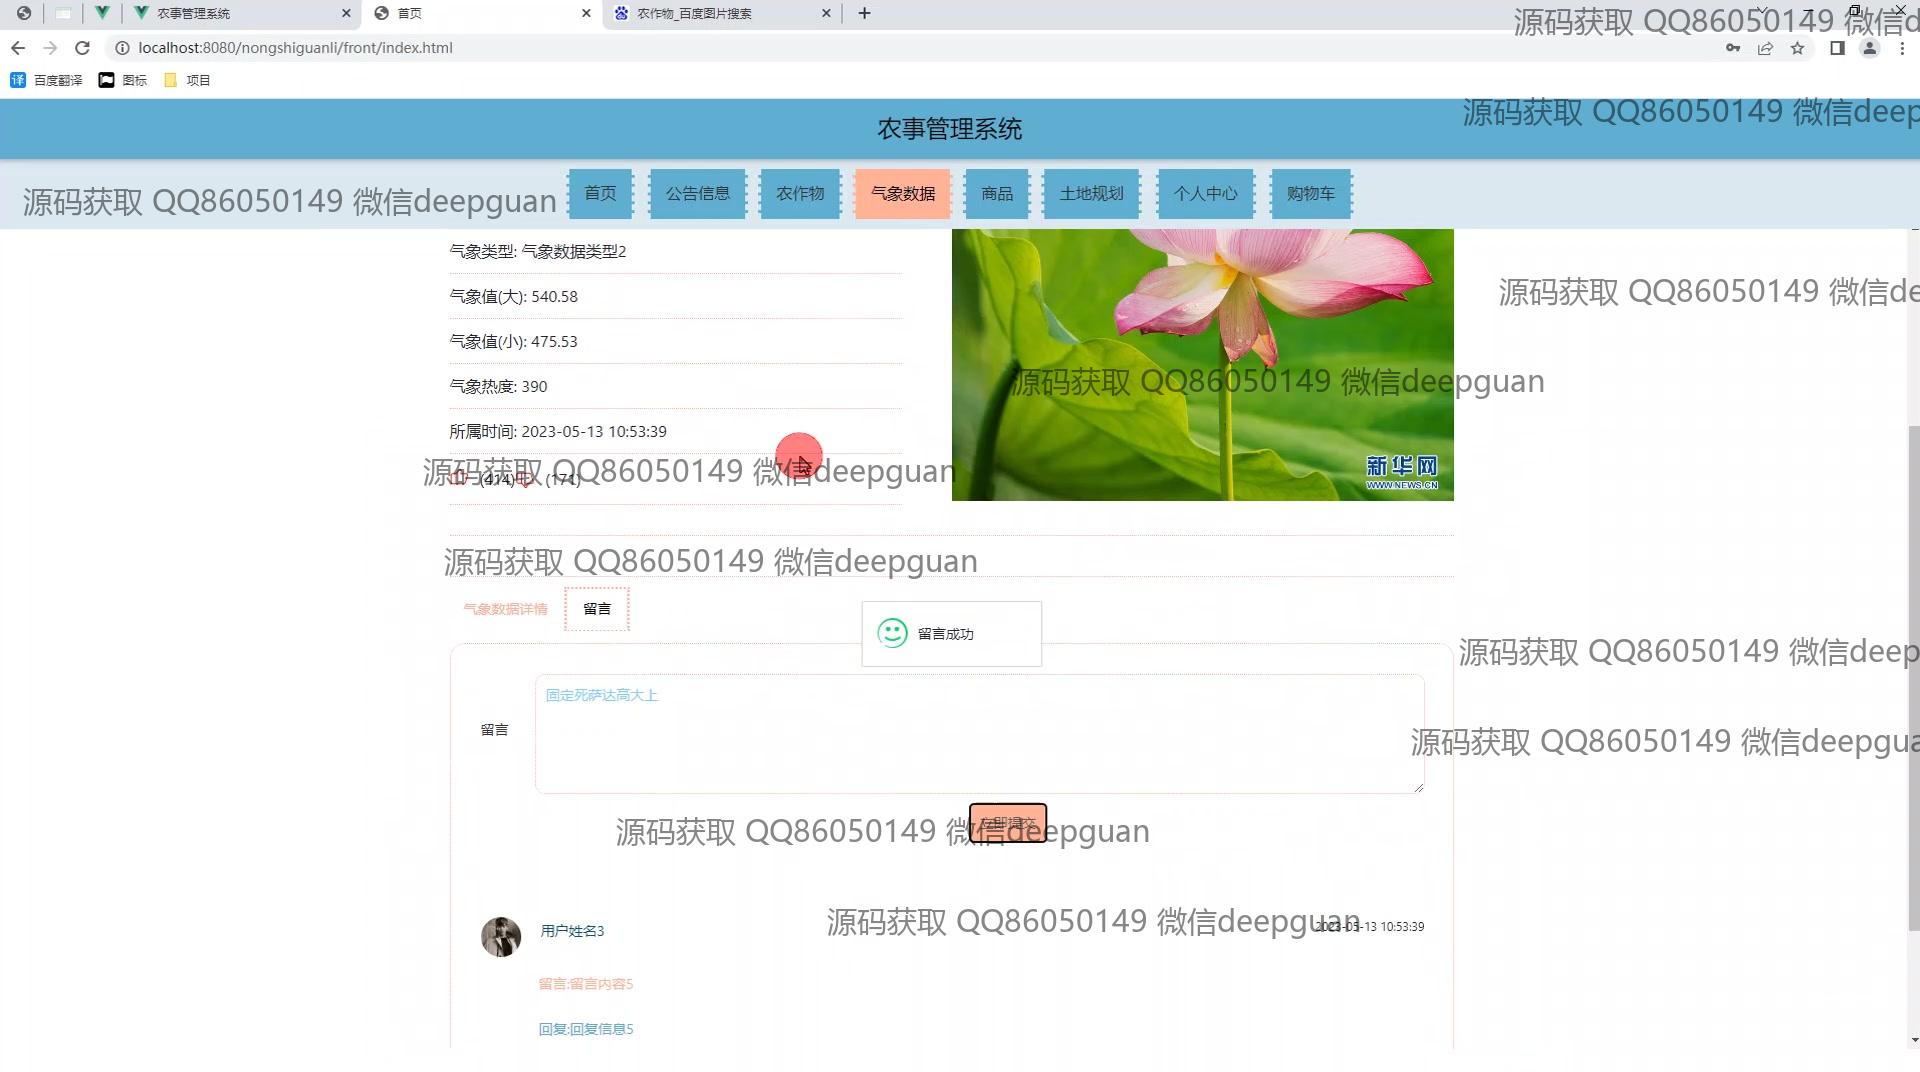 农事管理系统
首页
农作物_百度图片搜索
localhost:8080/nongshiguanli/front/index.html
百度翻译
图标
项目
源码获取 QQ86050149 微信d
农事管理系统
源码获取 QQ86050149 微信deep
首页
公告信息
农作物
气象数据
商品
土地规划
个人中心
购物车
源码获取 QQ86050149 微信deepguan
气象类型: 气象数据类型2
气象值(大): 540.58
气象值(小): 475.53
气象热度: 390
所属时间: 2023-05-13 10:53:39
(414) (171)
源码获取 QQ86050149 微信deepguan
源码获取 QQ86050149 微信de
源码获取 QQ86050149 微信deepguan
新华网
WWW.NEWS.CN
源码获取 QQ86050149 微信deepguan
气象数据详情
留言
留言成功
源码获取 QQ86050149 微信deep
固定死萨达高大上
留言
源码获取 QQ86050149 微信deepgua
立即提交
源码获取 QQ86050149 微信deepguan
用户姓名3
源码获取 QQ86050149 微信deepguan
2023-05-13 10:53:39
留言:留言内容5
回复:回复信息5